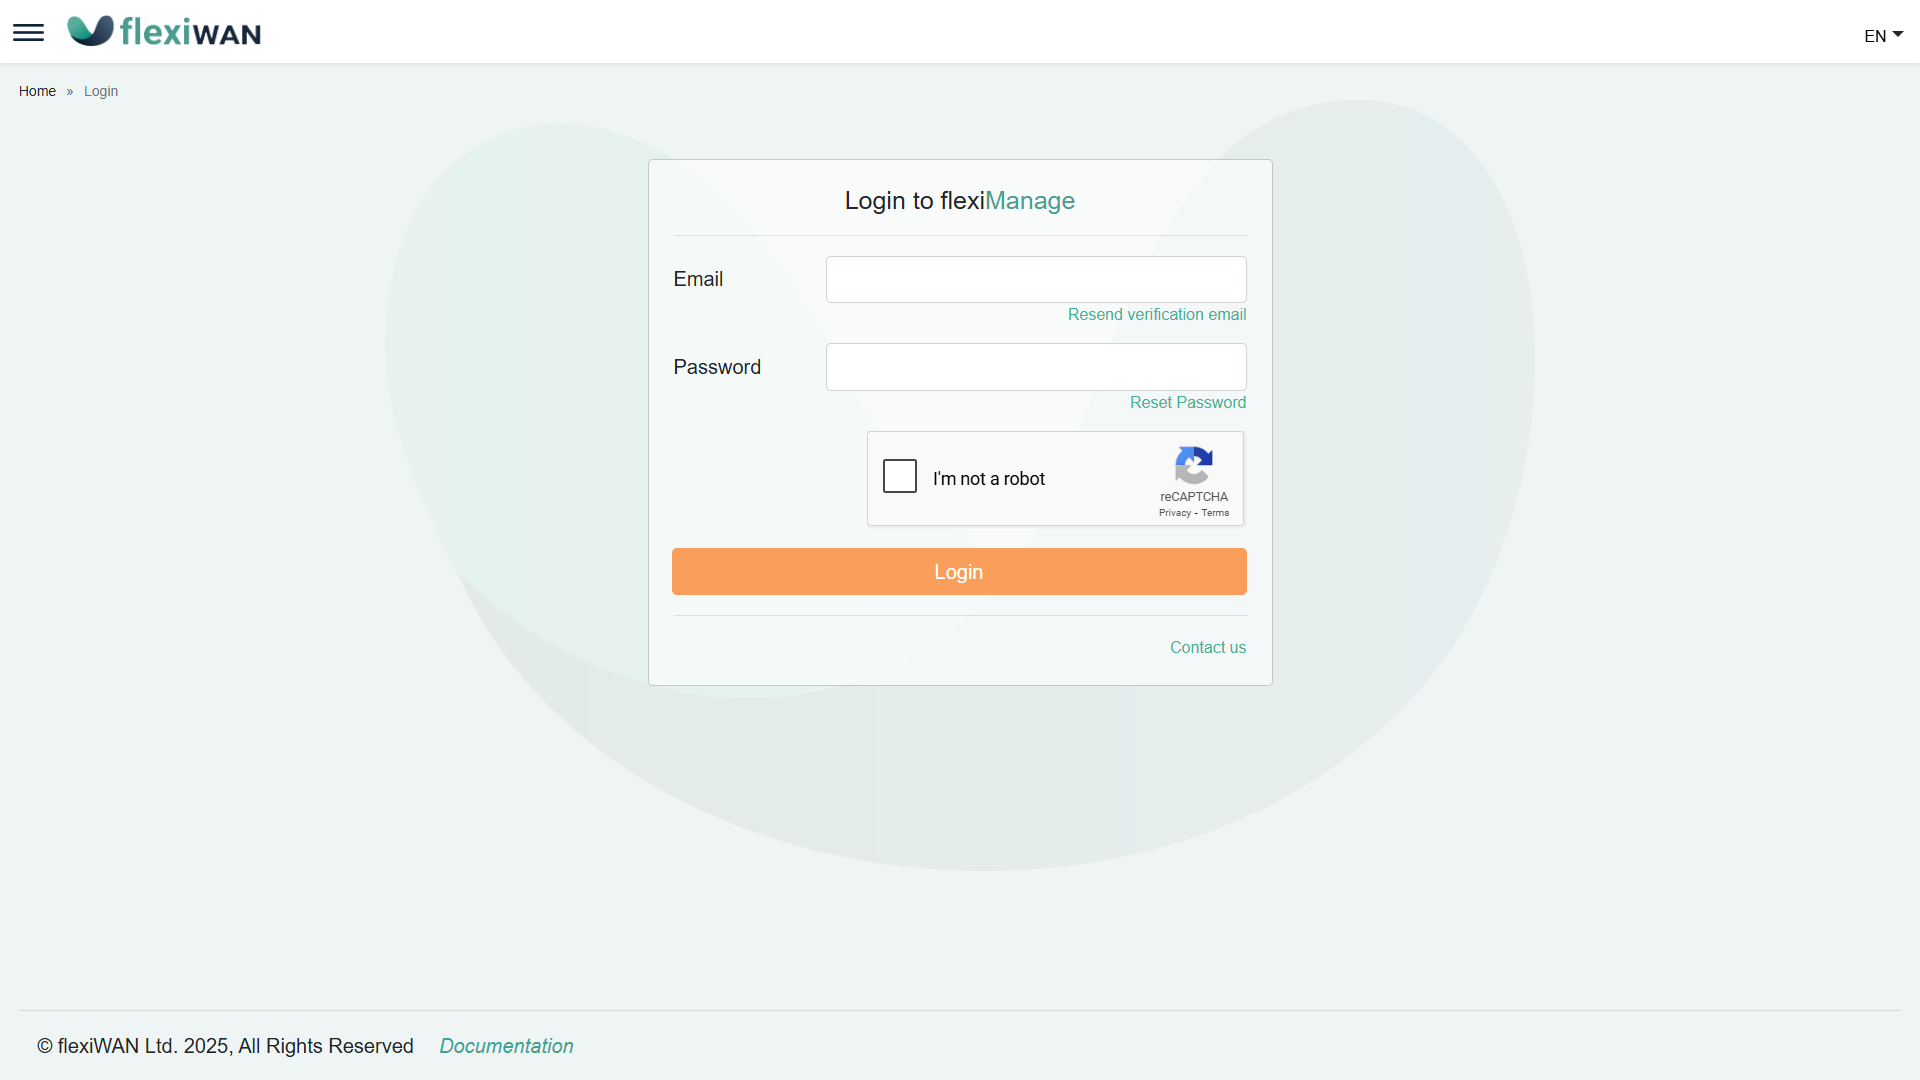 flexiWAN
EN
Home » Login
Login to flexiManage
Email
Resend verification email
Password
Reset Password
I'm not a robot
reCAPTCHA
Privacy - Terms
Login
Contact us
© flexiWAN Ltd. 2025, All Rights Reserved Documentation